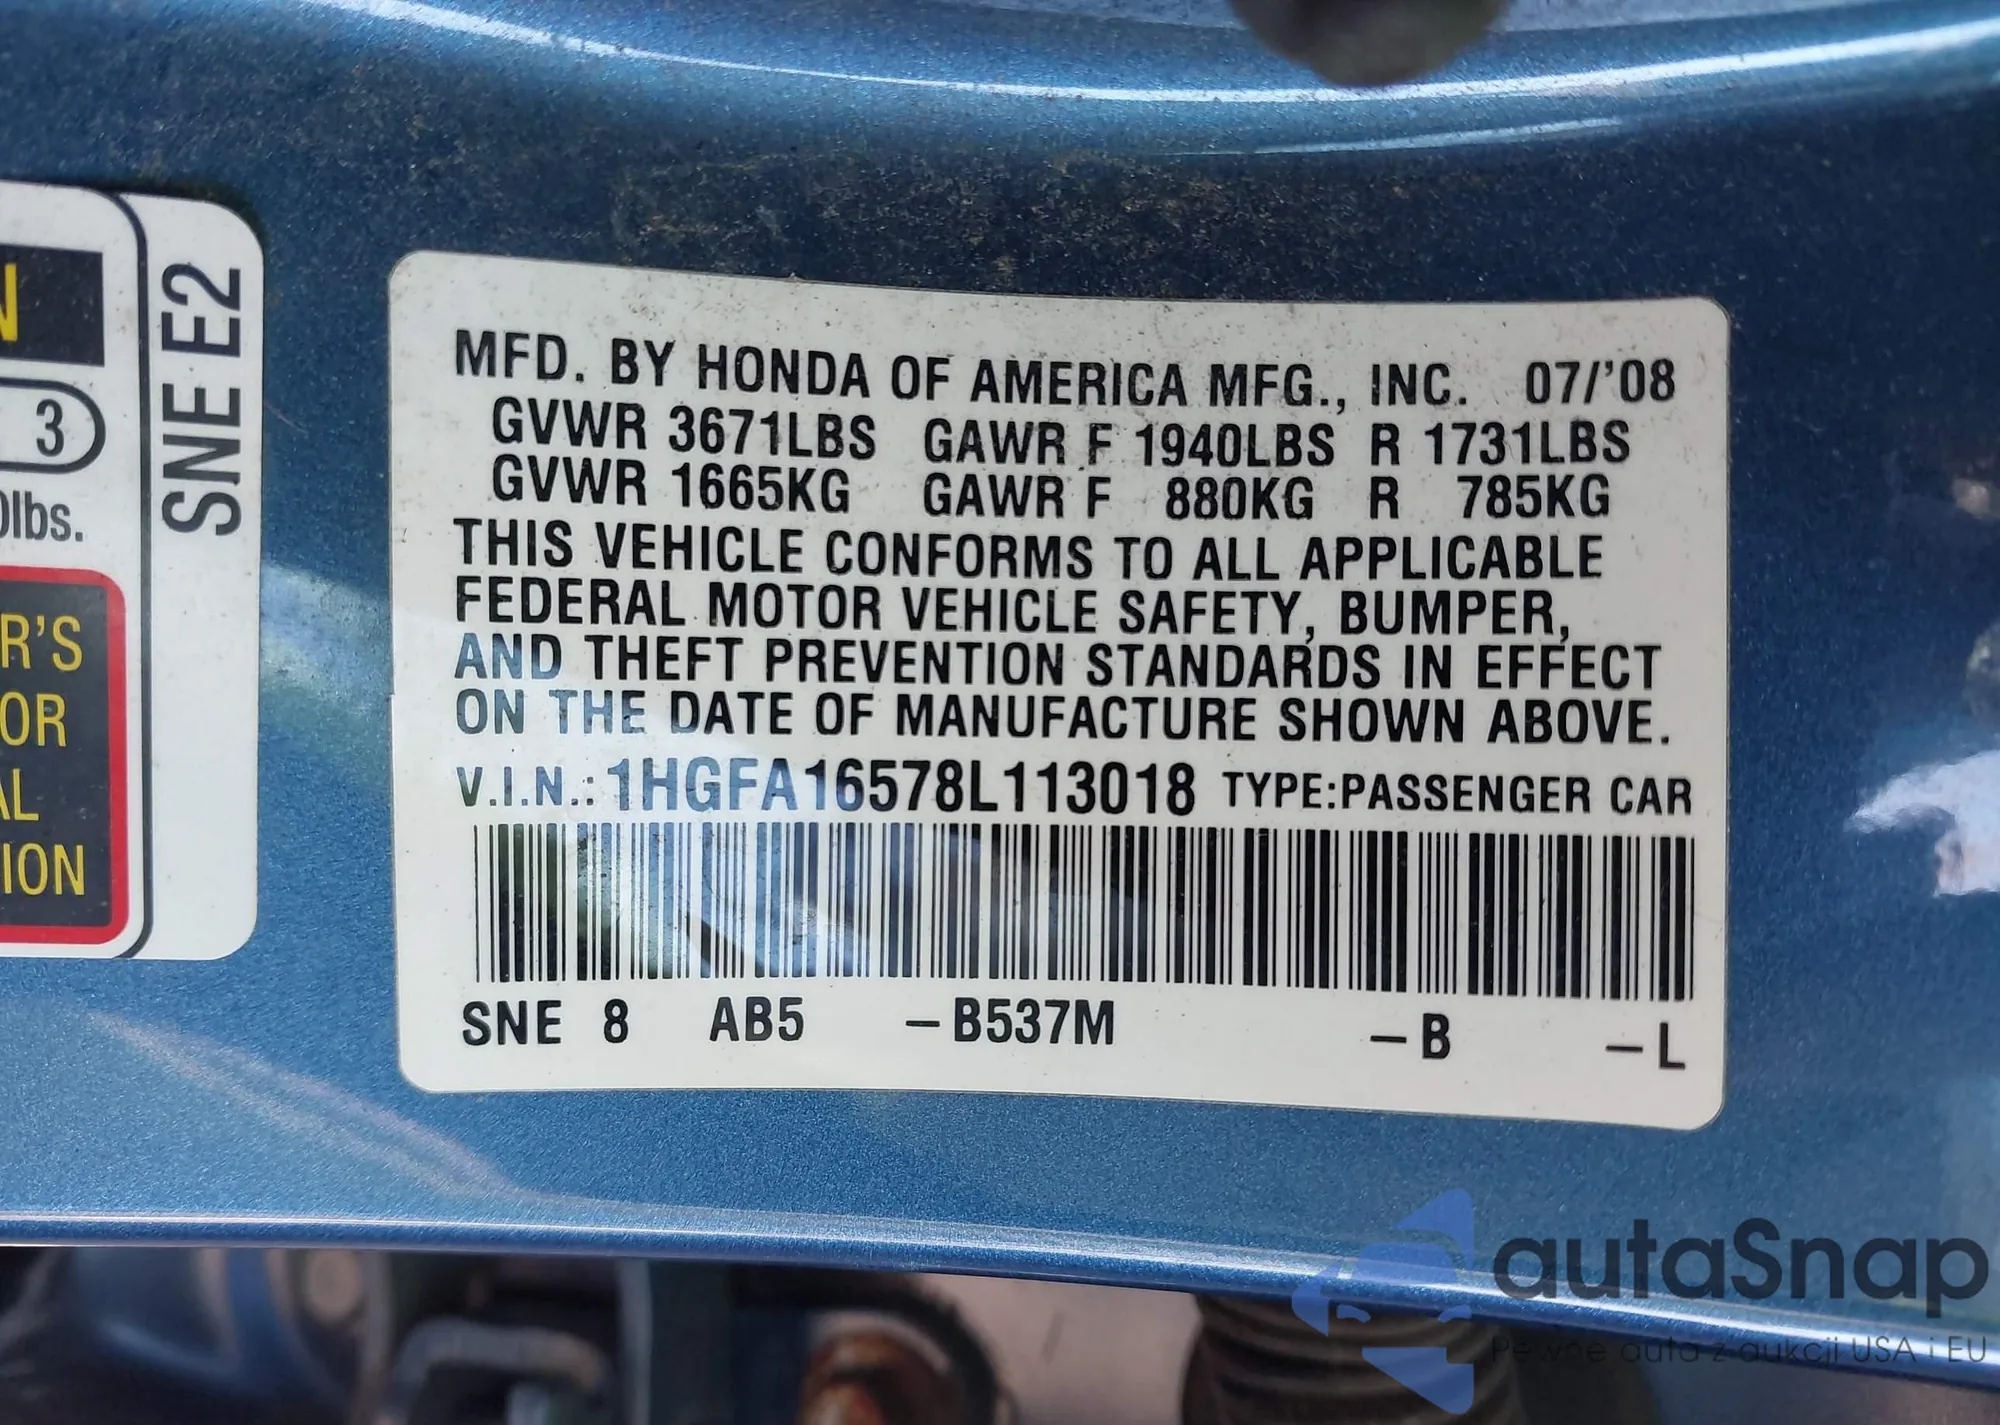 N
3
0lbs.
R'S
OR
AL
ION
SNE E2
MFD. BY HONDA OF AMERICA MFG., INC. 07/'08
GVWR 3671LBS GAWR F 1940LBS R 1731LBS
GVWR 1665KG GAWR F 880KG R 785KG
THIS VEHICLE CONFORMS TO ALL APPLICABLE
FEDERAL MOTOR VEHICLE SAFETY, BUMPER,
AND THEFT PREVENTION STANDARDS IN EFFECT
ON THE DATE OF MANUFACTURE SHOWN ABOVE.
V.I.N.: 1HGFA16578L113018 TYPE:PASSENGER CAR
SNE 8 AB5 –B537M –B –L
autaSnap
Pewne auta z aukcji USA i EU